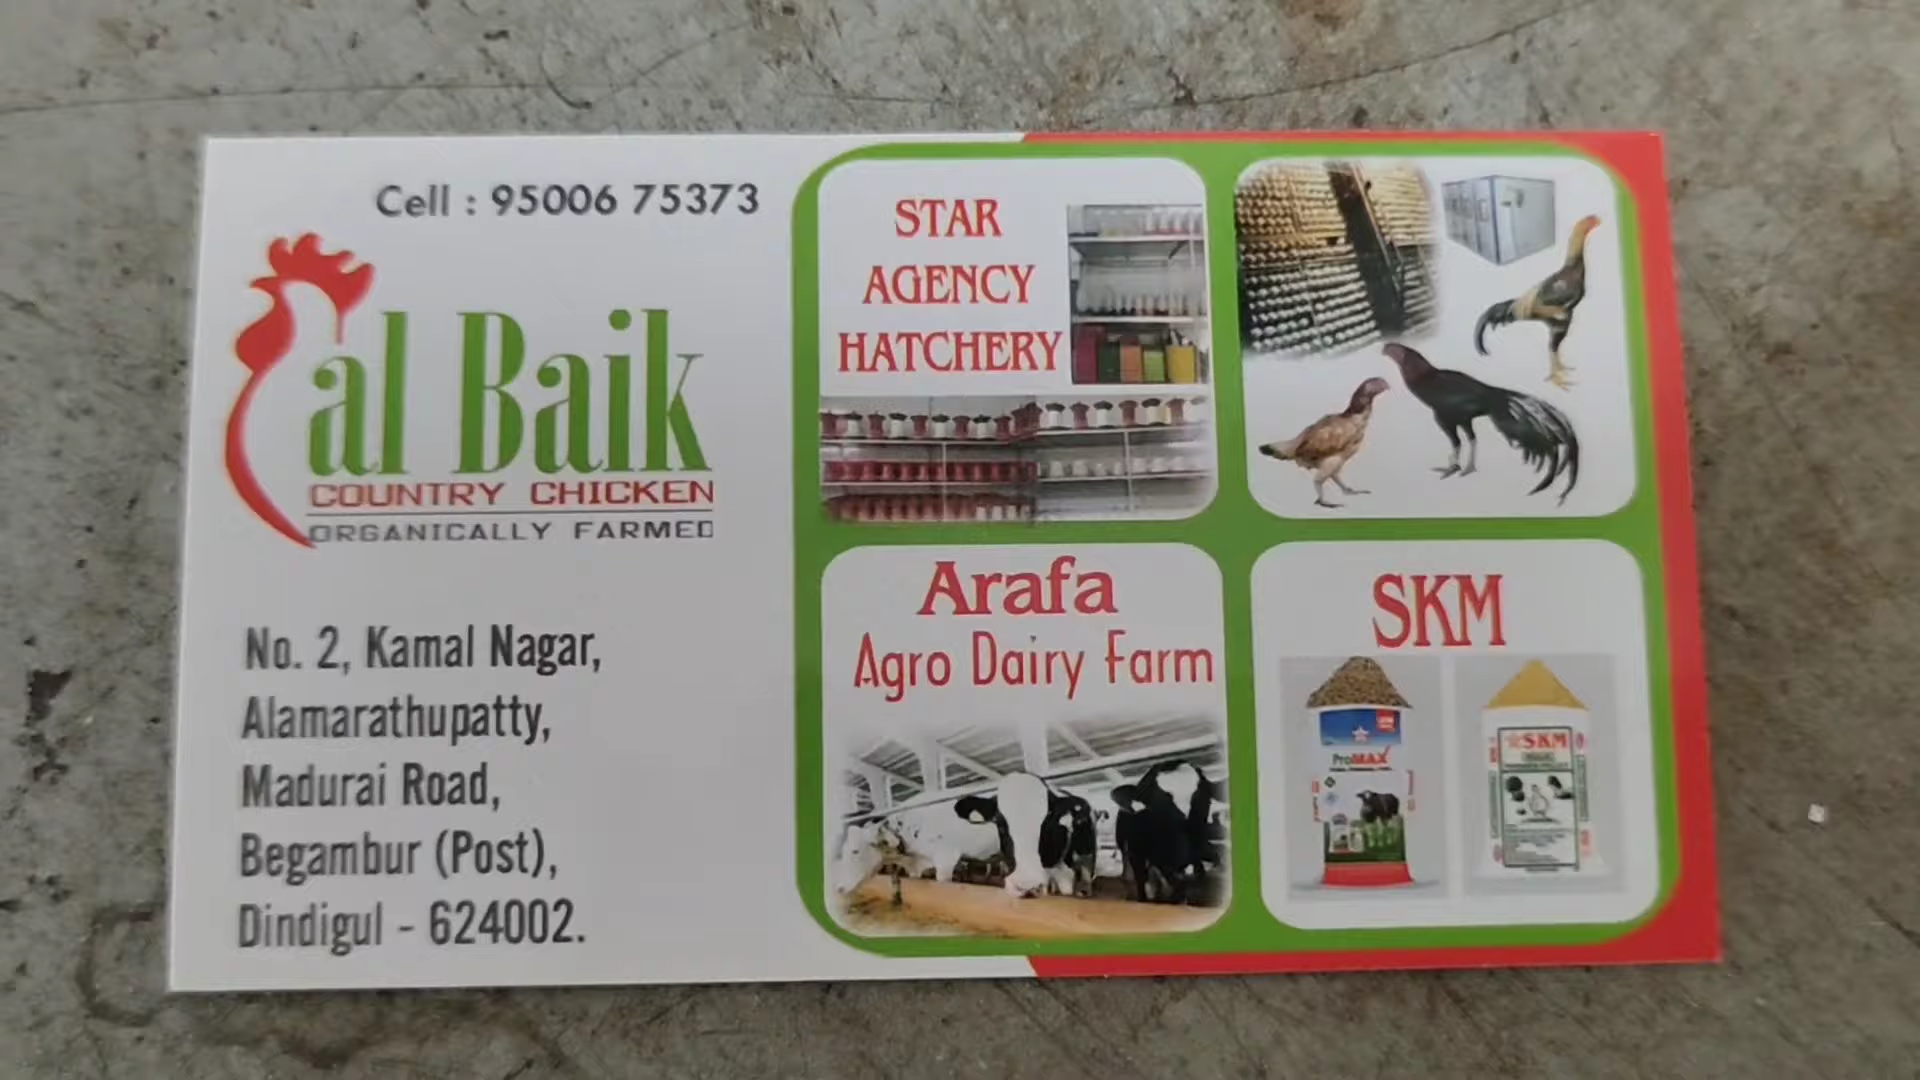 Cell : 95006 75373
al Baik
COUNTRY CHICKEN
ORGANICALLY FARMED
No. 2, Kamal Nagar,
Alamarathupatty,
Madurai Road,
Begambur (Post),
Dindigul - 624002.
STAR
AGENCY
HATCHERY
Arafa
Agro Dairy Farm
SKM
ProMAX
SKM